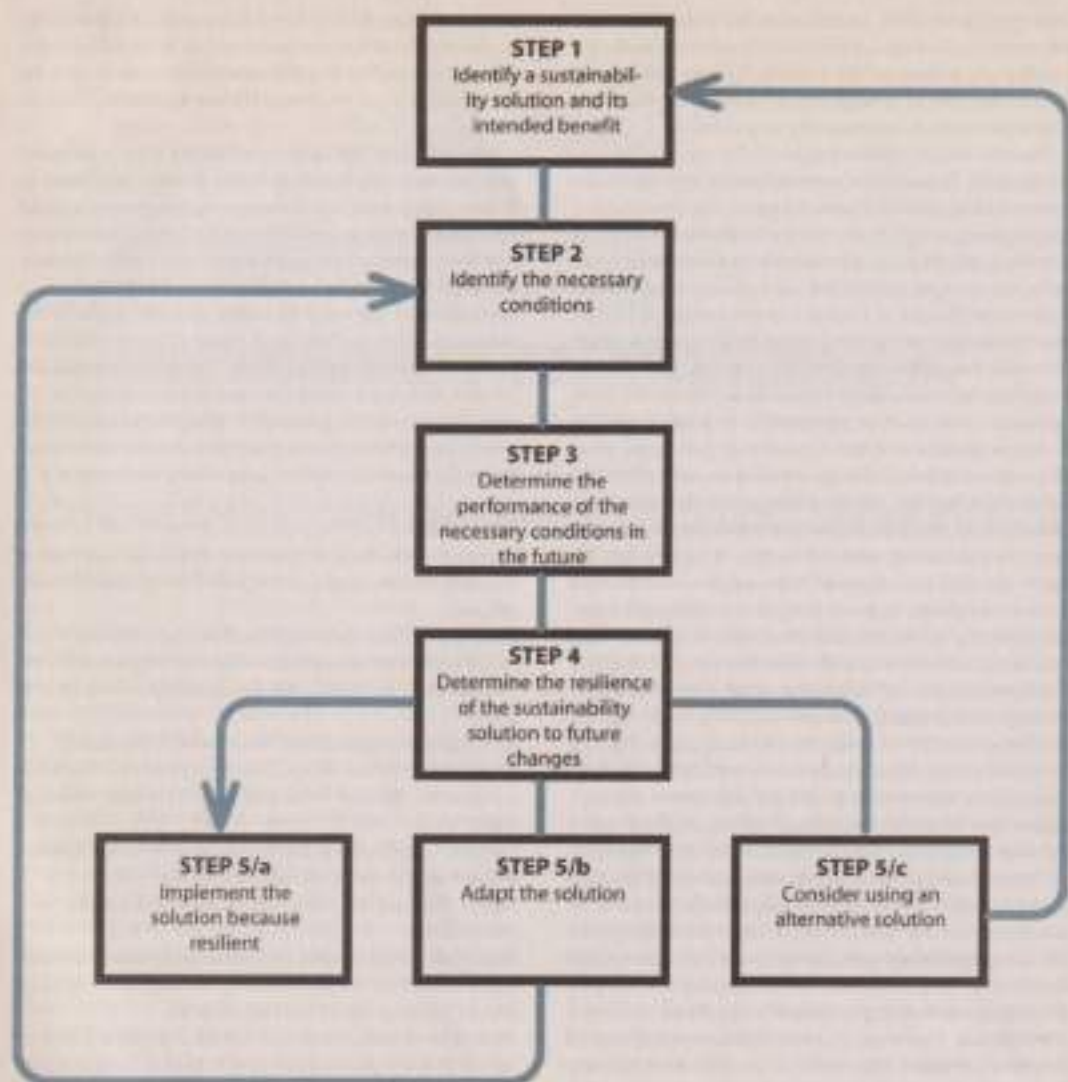 STEP 1
Identify a sustainabil-
ity solution and its
intended benefit
STEP 2
Identify the necessary
conditions
STEP 3
Determine the
performance of the
necessary conditions in
the future
STEP 4
Determine the resilience
of the sustainability
solution to future
changes
STEP 5/a
Implement the
solution because
resilient
STEP 5/b
Adapt the solution
STEP 5/c
Consider using an
alternative solution